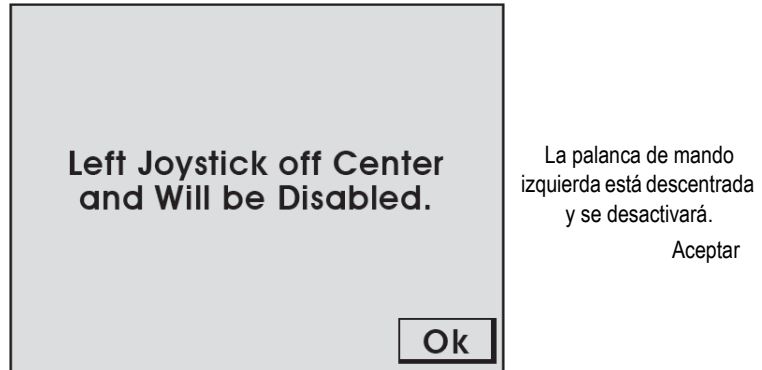 Left Joystick off Center
and Will be Disabled.
Ok
La palanca de mando
izquierda está descentrada
y se desactivará.
Aceptar